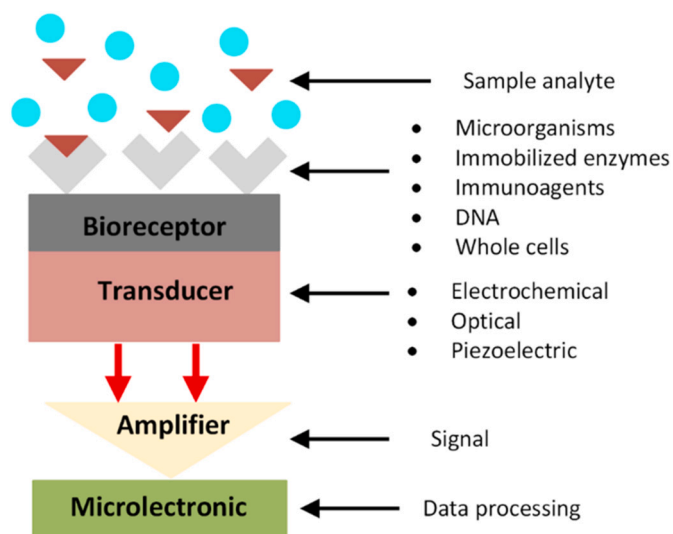 Sample analyte
• Microorganisms
• Immobilized enzymes
• Immunoagents
• DNA
• Whole cells
Bioreceptor
Transducer
• Electrochemical
• Optical
• Piezoelectric
Amplifier
Signal
Microlectronic
Data processing